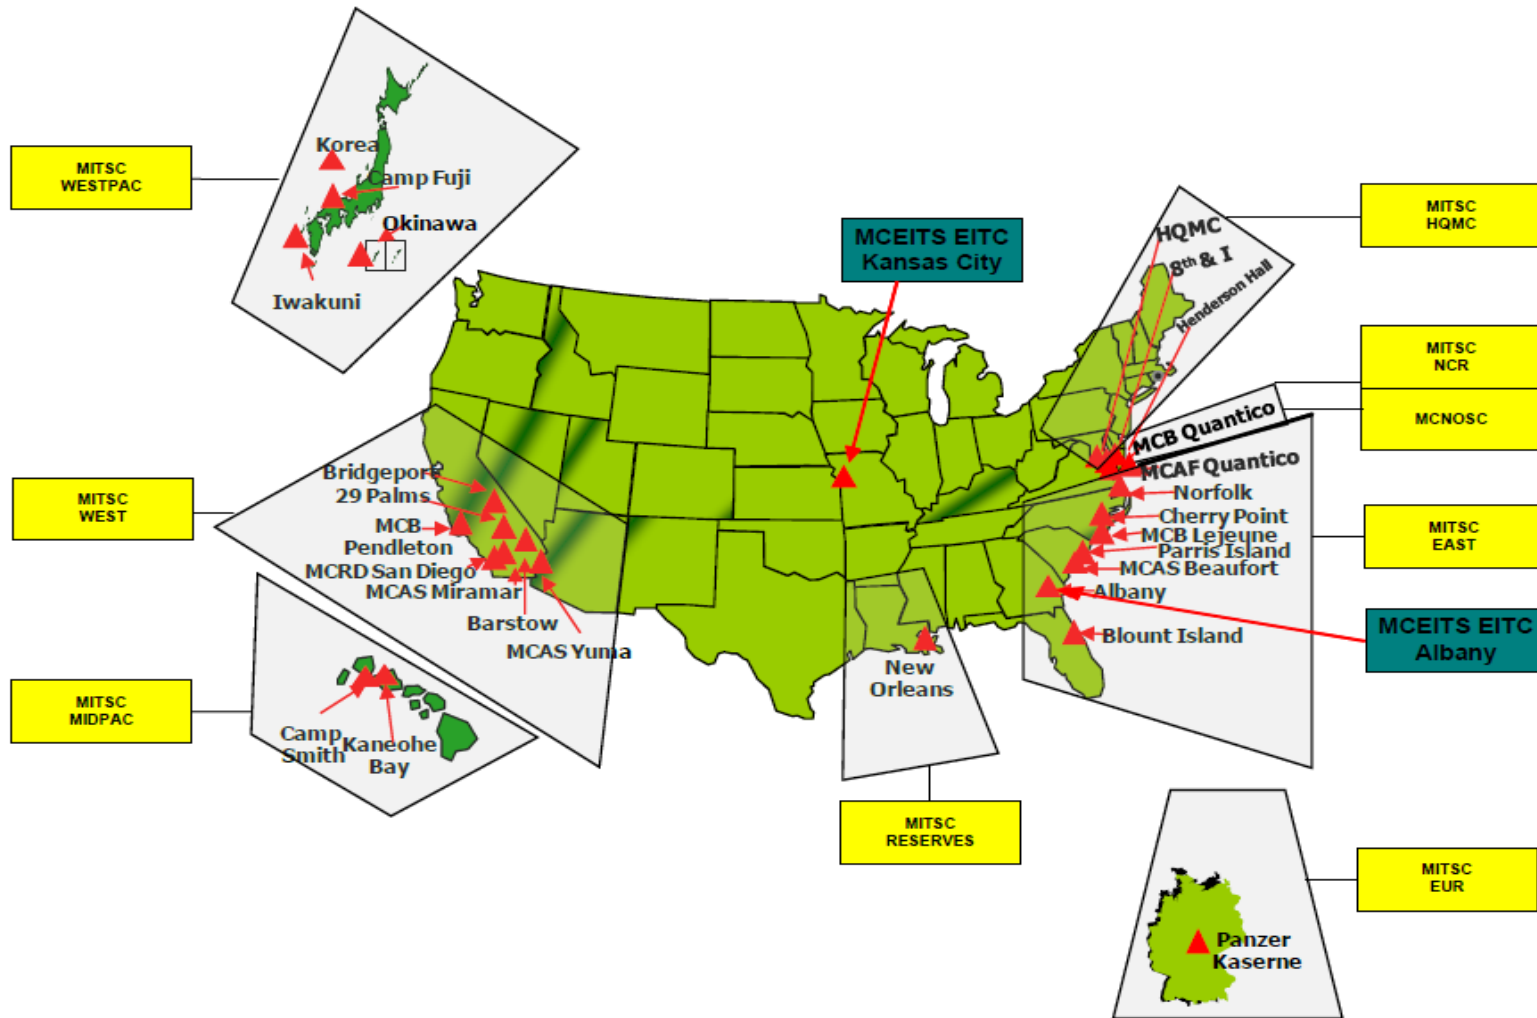 MITSC
WESTPAC
Korea
Camp Fuji
Okinawa
Iwakuni
MCEITS EITC
Kansas City
HQMC
8th & I
Henderson Hall
MITSC
HQMC
MITSC
NCR
MCNOSC
MCB Quantico
MCAF Quantico
Norfolk
Cherry Point
MCB Lejeune
Parris Island
MCAS Beaufort
Albany
Blount Island
MITSC
EAST
MCEITS EITC
Albany
MITSC
WEST
Bridgeport
29 Palms
MCB
Pendleton
MCRD San Diego
MCAS Miramar
Barstow
MCAS Yuma
MITSC
MIDPAC
Camp
Smith
Kaneohe
Bay
New
Orleans
MITSC
RESERVES
MITSC
EUR
Panzer
Kaserne